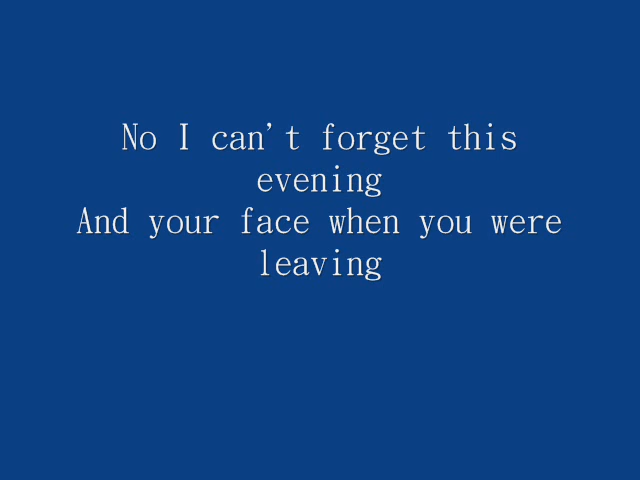 No I can't forget this
evening
And your face when you were
leaving